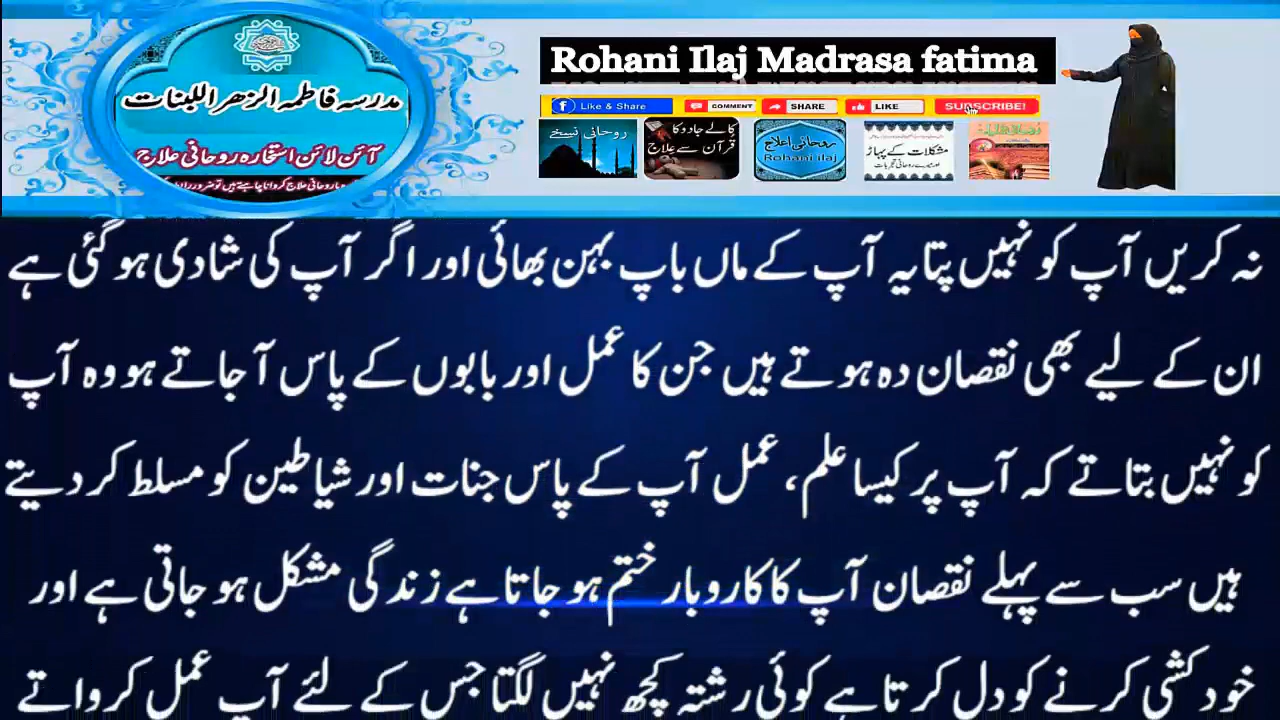 مدرسہ فاطمہ الزھرا للبنات
آئن لائن استخارہ روحانی علاج
Rohani Ilaj Madrasa fatima
Like & Share
COMMENT
SHARE
LIKE
SUBSCRIBE!
روحانی نسخے
کالے جادو کا
قرآن سے علاج
روحانی علاج
Rohani Ilaj
مشکلات کے پہاڑ
نہ کریں آپ کو نہیں پتا یہ آپ کے ماں باپ بہن بھائی اور اگر آپ کی شادی ہو گئی ہے
ان کے لیے بھی نقصان دہ ہوتے ہیں جن کا عمل اور بابوں کے پاس آ جاتے ہو وہ آپ
کو نہیں بتاتے کہ آپ پر کیسا علم، عمل آپ کے پاس جنات اور شیاطین کو مسلط کر دیتے
ہیں سب سے پہلے نقصان آپ کا کاروبار ختم ہو جاتا ہے زندگی مشکل ہو جاتی ہے اور
خودکشی کرنے کو دل کرتا ہے کوئی رشتہ کچھ نہیں لگتا جس کے لئے آپ عمل کرواتے